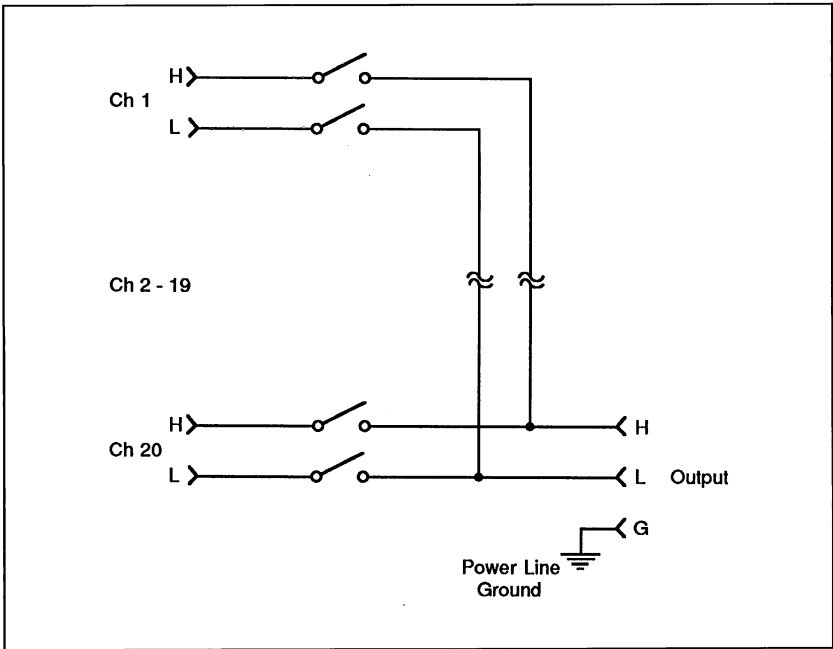 H
Ch 1
L
Ch 2 - 19
H
H
Ch 20
L
L Output
G
Power Line
Ground